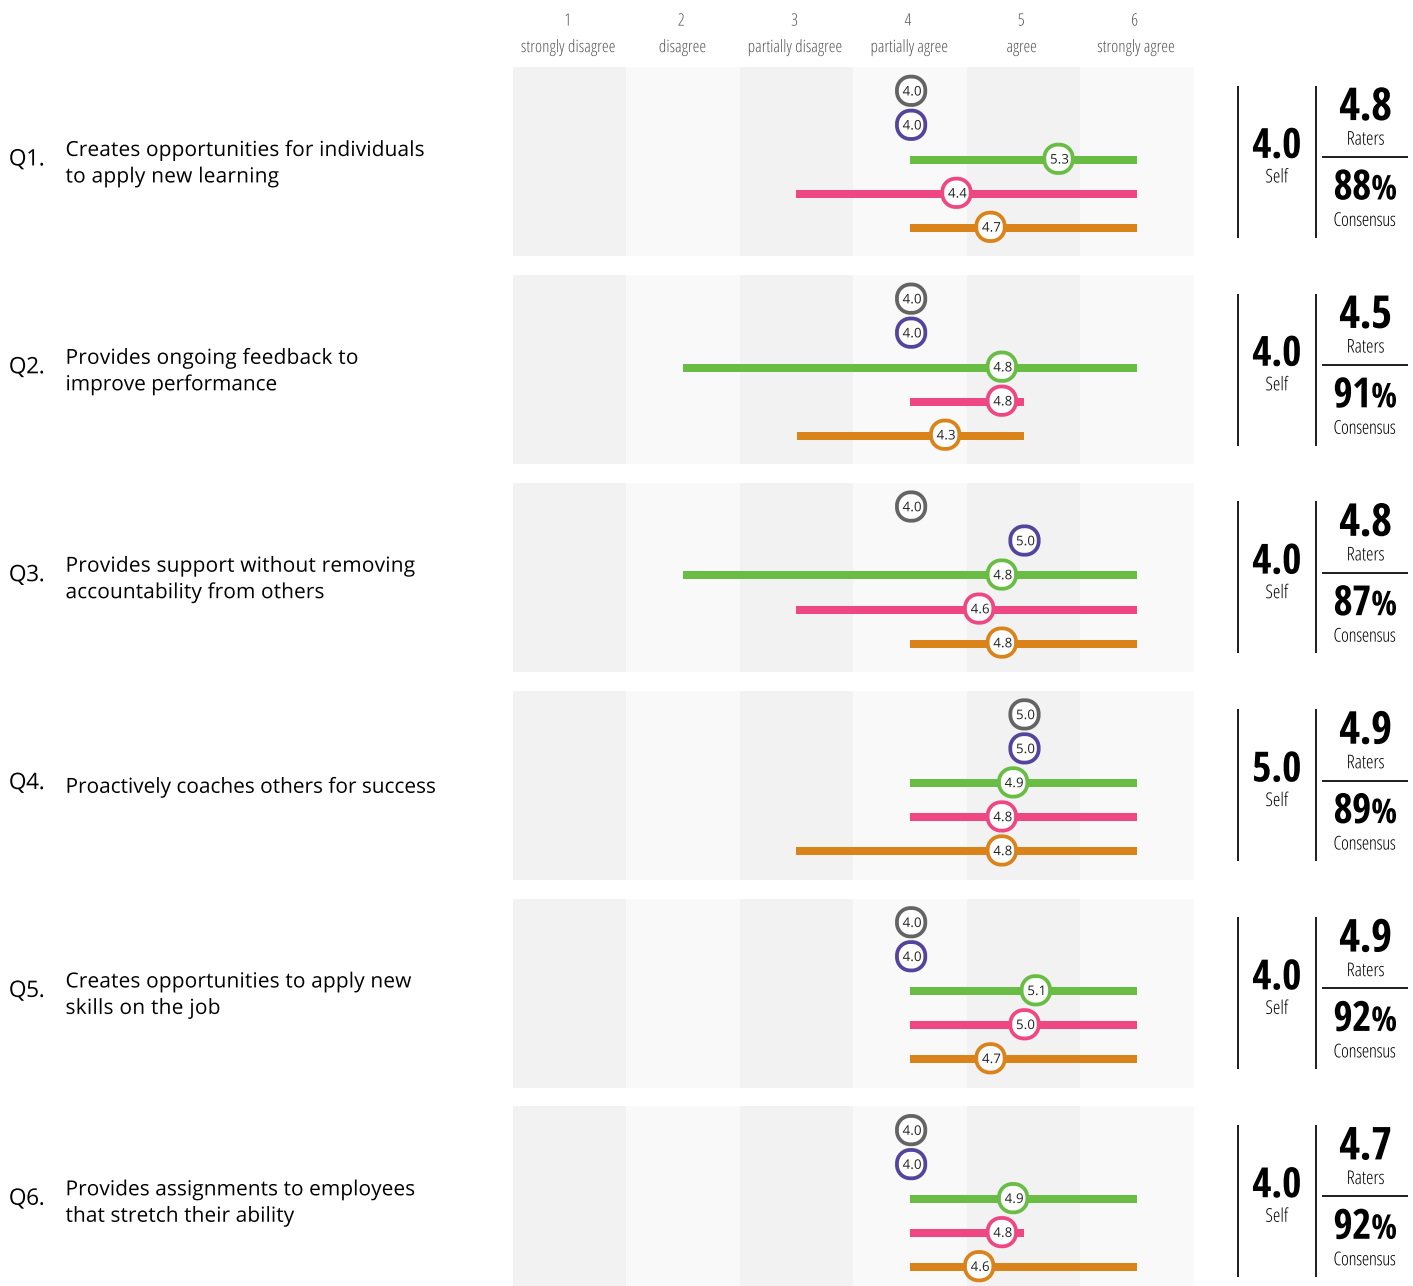 1 2 3 4 5 6
strongly disagree disagree partially disagree partially agree agree strongly agree
Q1. Creates opportunities for individuals
to apply new learning
4.0
4.0
5.3
4.4
4.7
4.0
Self
4.8
Raters
88%
Consensus
Q2. Provides ongoing feedback to
improve performance
4.0
4.0
4.8
4.8
4.3
4.0
Self
4.5
Raters
91%
Consensus
Q3. Provides support without removing
accountability from others
4.0
5.0
4.8
4.6
4.8
4.0
Self
4.8
Raters
87%
Consensus
Q4. Proactively coaches others for success
5.0
5.0
4.9
4.8
4.8
5.0
Self
4.9
Raters
89%
Consensus
Q5. Creates opportunities to apply new
skills on the job
4.0
4.0
5.1
5.0
4.7
4.0
Self
4.9
Raters
92%
Consensus
Q6. Provides assignments to employees
that stretch their ability
4.0
4.0
4.9
4.8
4.6
4.0
Self
4.7
Raters
92%
Consensus